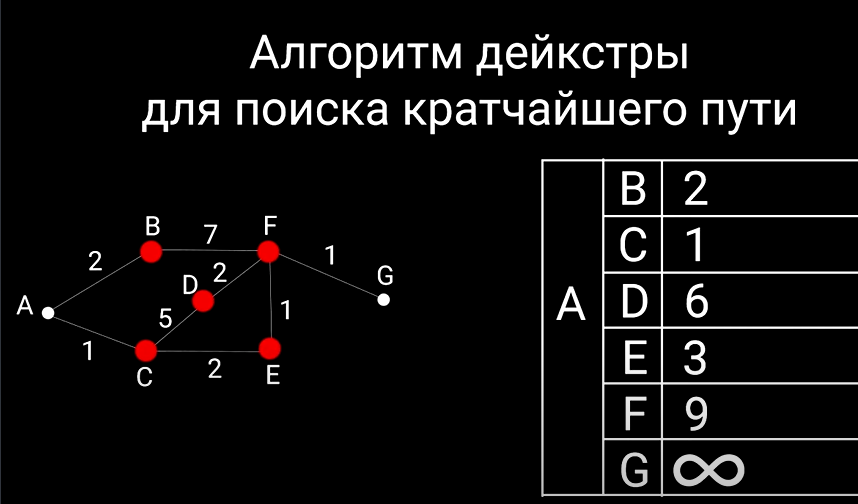 Алгоритм дейкстры
для поиска кратчайшего пути
B 2
B 7 F
C 1
2 1
D 2 G
A D 6
A 5 1
1
E 3
C 2 E
F 9
G ∞